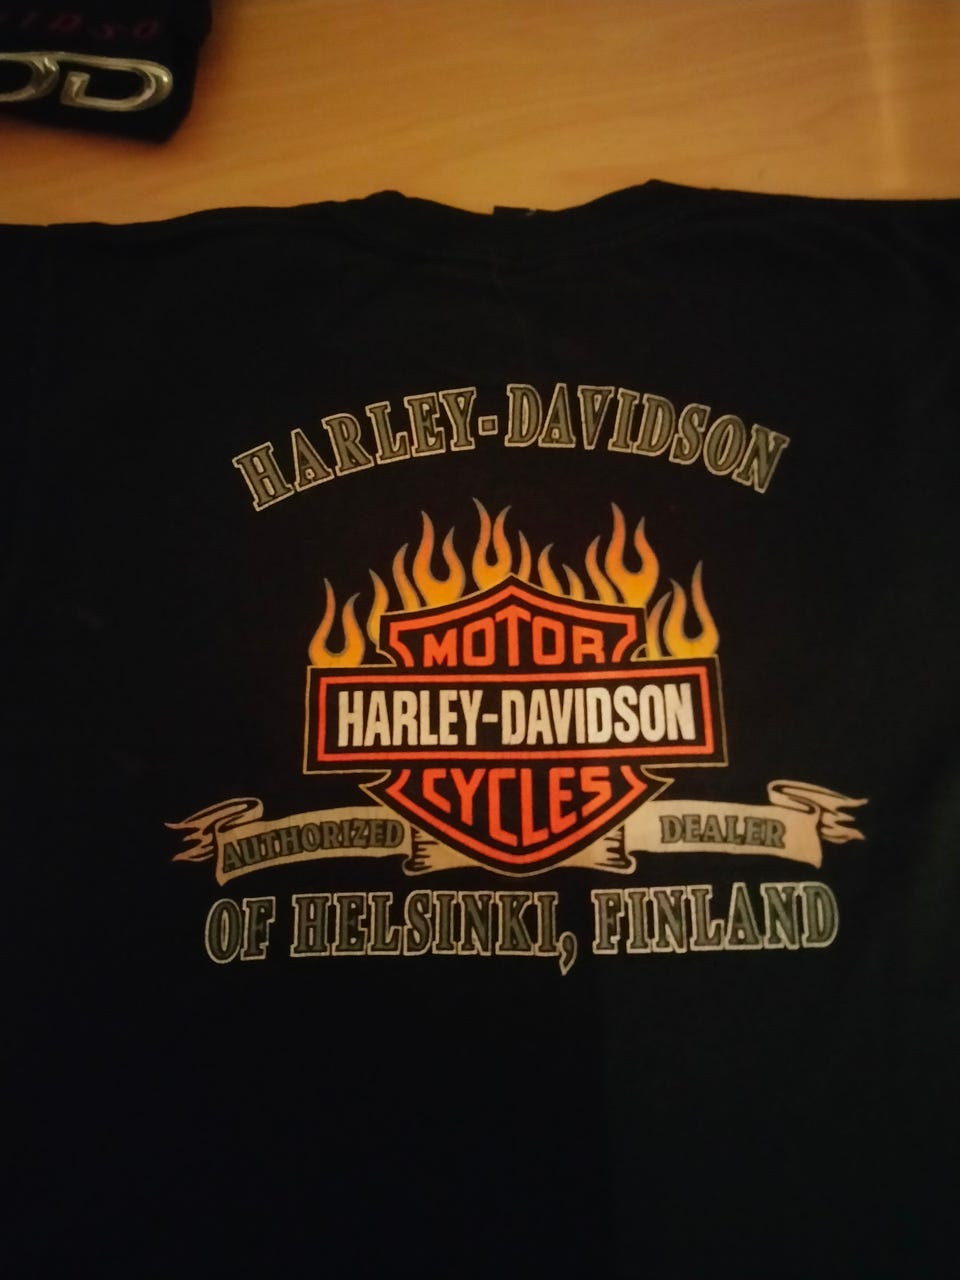 HARLEY-DAVIDSON
MOTOR
HARLEY-DAVIDSON
CYCLES
AUTHORIZED DEALER
OF HELSINKI, FINLAND